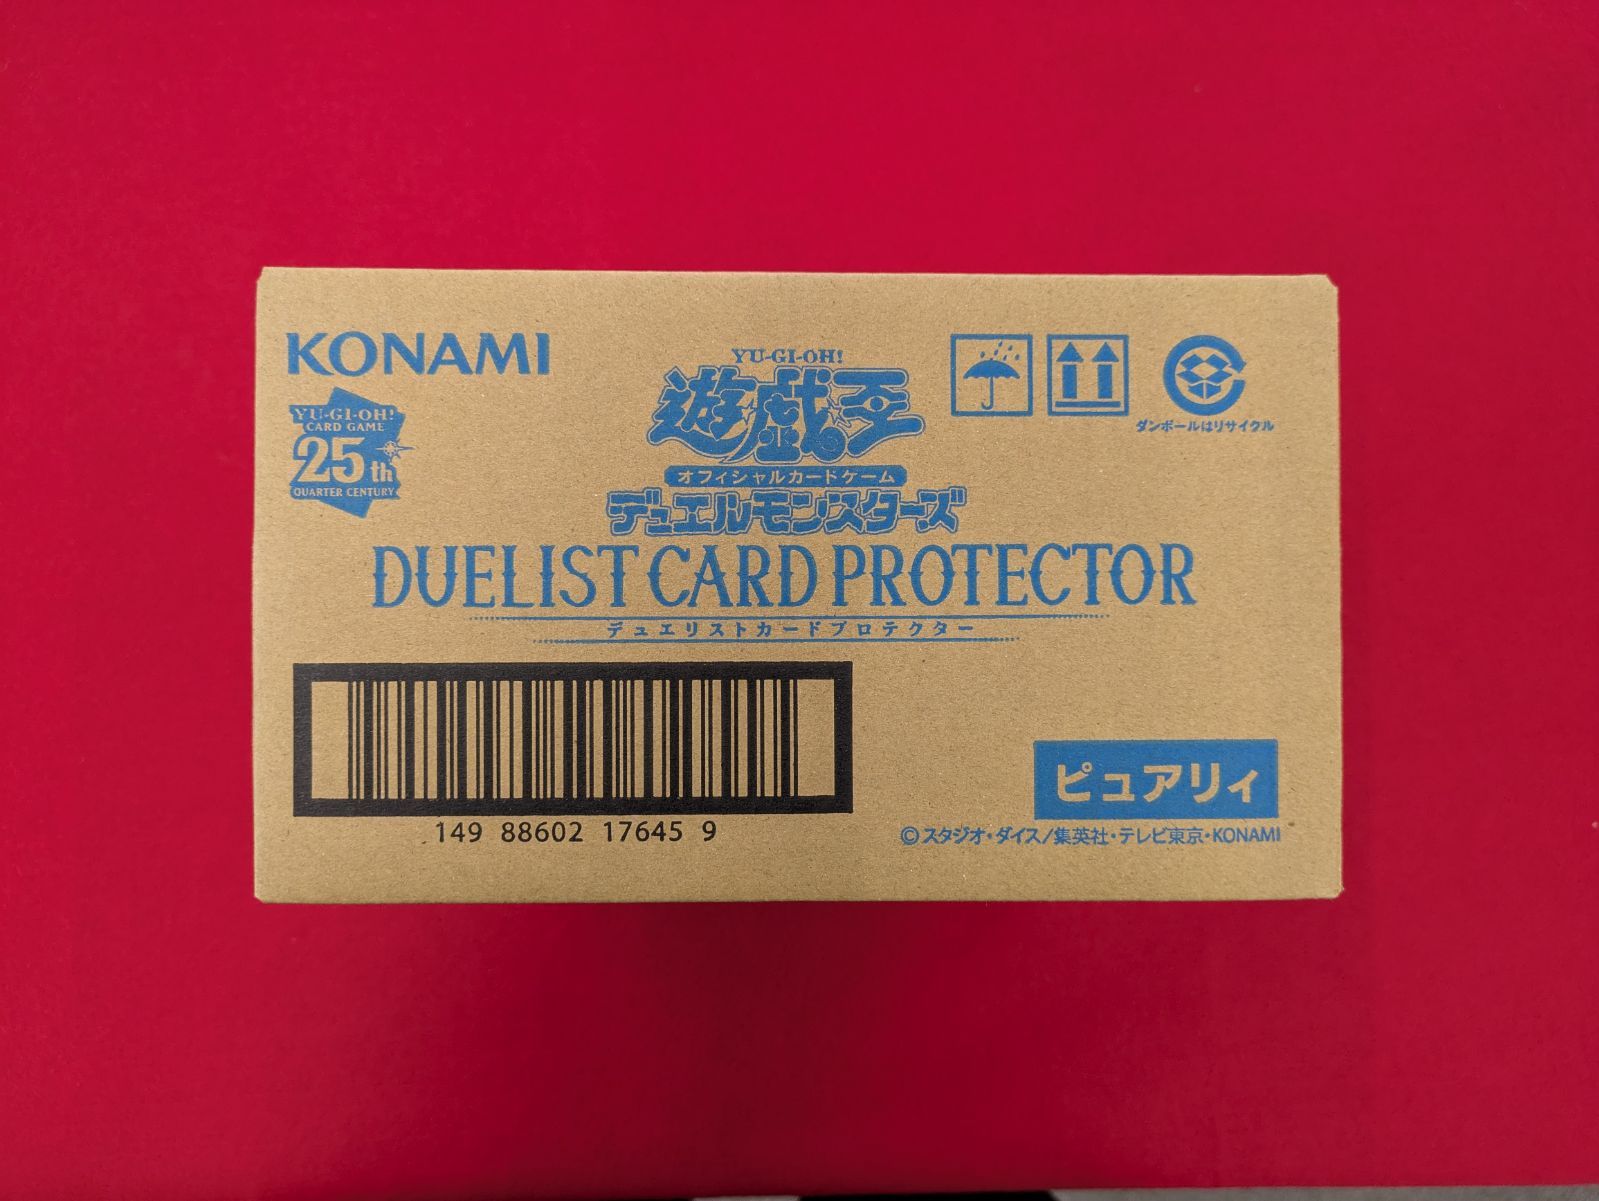 KONAMI
YU-GI-OH!
CARD GAME
25th
QUARTER CENTURY
YU-GI-OH!
遊戯王
オフィシャルカードゲーム
デュエルモンスターズ
DUELIST CARD PROTECTOR
デュエリストカードプロテクター
ダンボールはリサイクル
149 88602 17645 9
ピュアリィ
©スタジオ・ダイス/集英社・テレビ東京・KONAMI